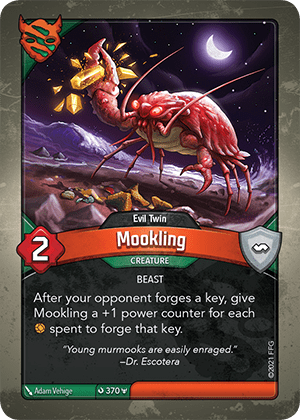 Evil Twin
Mookling
CREATURE
2
BEAST
After your opponent forges a key, give
Mookling a +1 power counter for each
spent to forge that key.
“Young murmooks are easily enraged.”
–Dr. Escotera
Adam Vehige
370
©2021 FFG